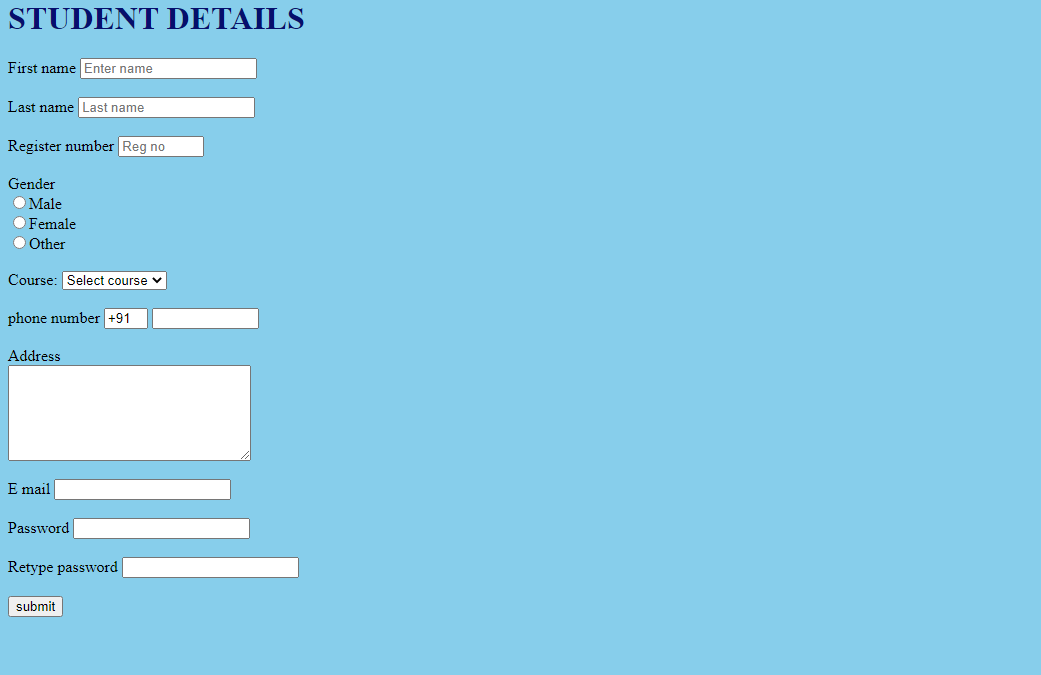 STUDENT DETAILS
First name Enter name
Last name Last name
Register number Reg no
Gender
Male
Female
Other
Course: Select course
phone number +91
Address
E mail
Password
Retype password
submit